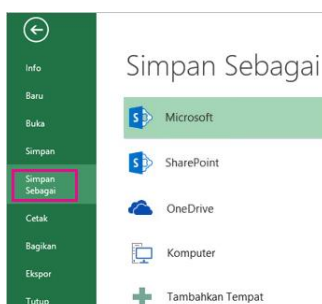 Info
Baru
Buka
Simpan
Simpan
Sebagai
Cetak
Bagikan
Ekspor
Tutup
Simpan Sebagai
Microsoft
SharePoint
OneDrive
Komputer
Tambahkan Tempat